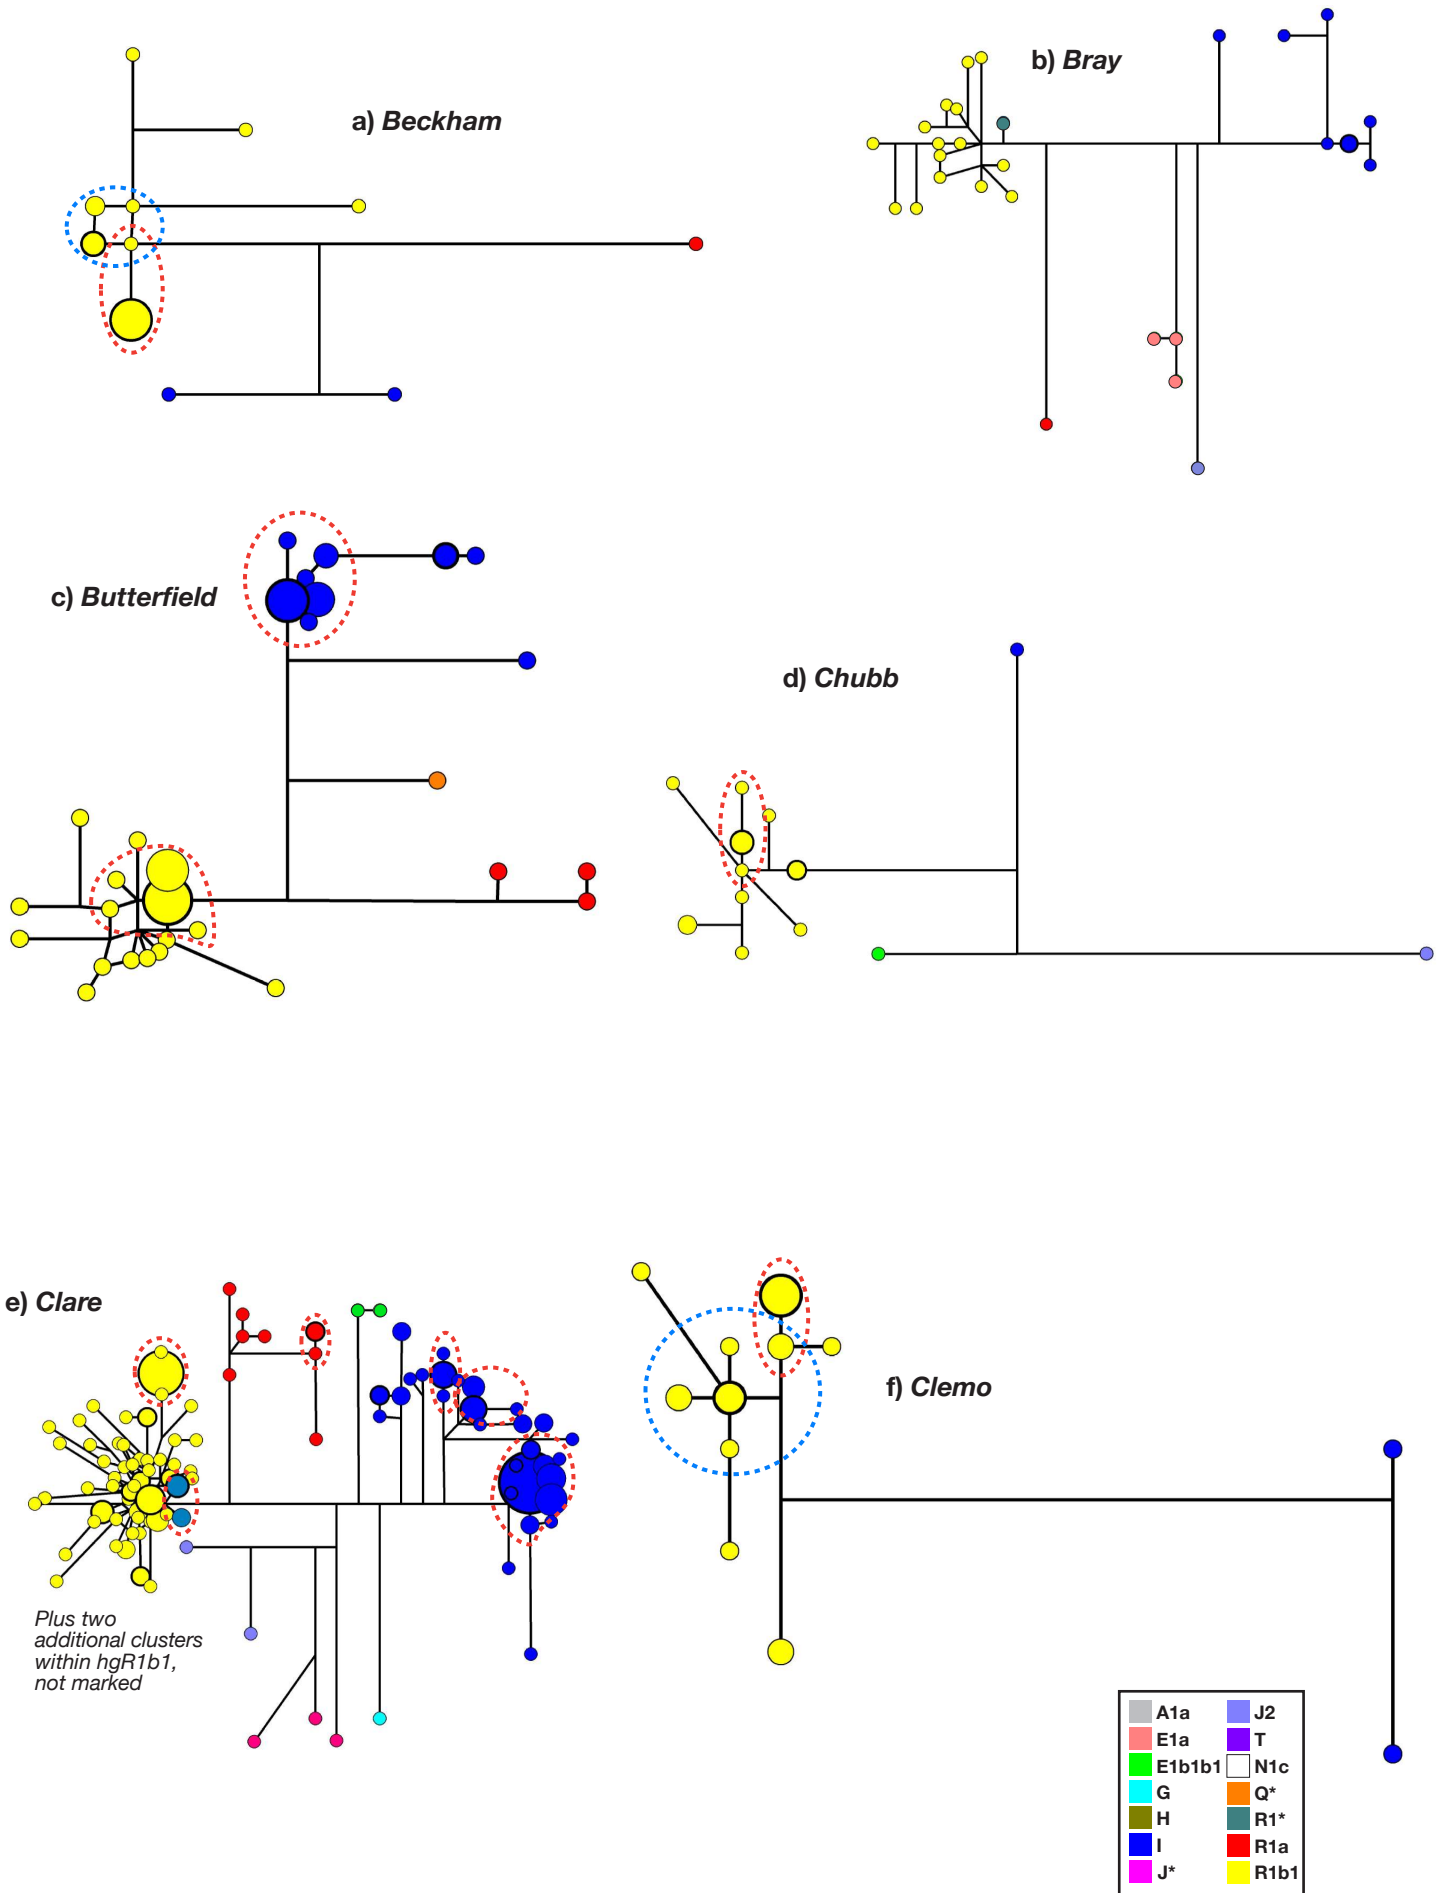 a) Beckham
b) Bray
c) Butterfield
d) Chubb
e) Clare
Plus two
additional clusters
within hgR1b1,
not marked
f) Clemo
A1a J2
E1a T
E1b1b1 N1c
G Q*
H R1*
I R1a
J* R1b1